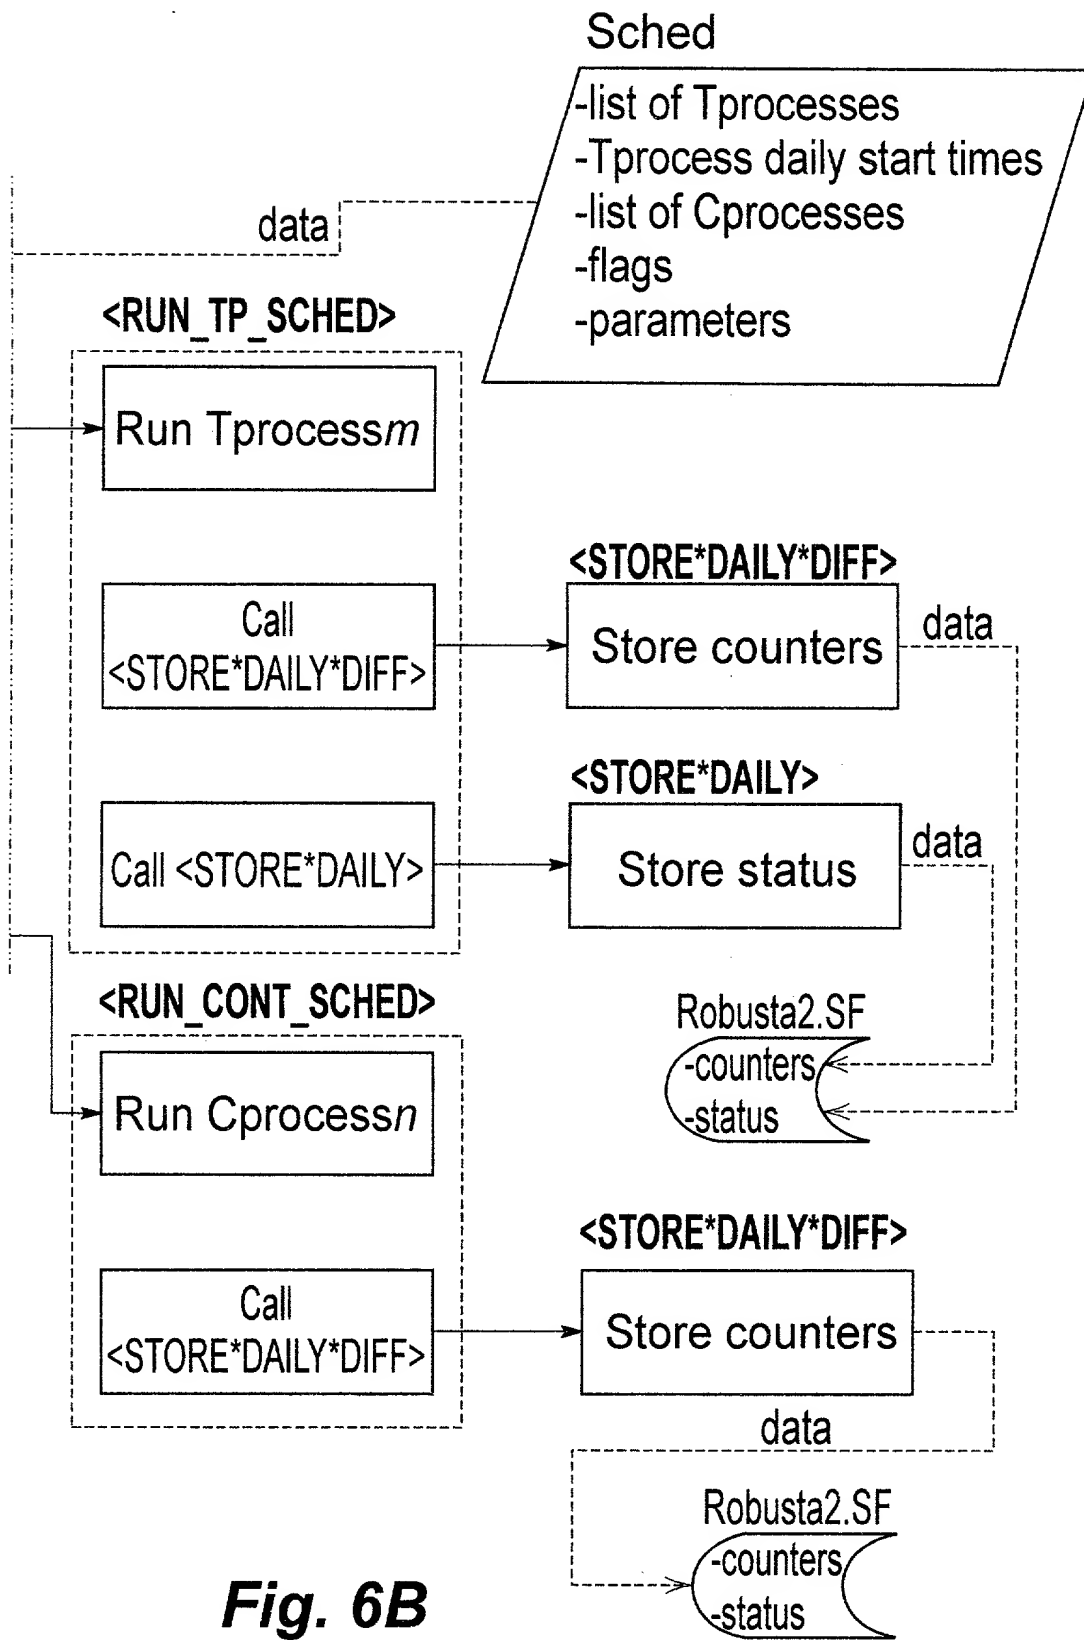 Sched
-list of Tprocesses
-Tprocess daily start times
-list of Cprocesses
-flags
-parameters
data
<RUN_TP_SCHED>
Run Tprocessm
Call
<STORE*DAILY*DIFF>
<STORE*DAILY*DIFF>
Store counters
data
Call <STORE*DAILY>
<STORE*DAILY>
Store status
data
Robusta2.SF
-counters
-status
<RUN_CONT_SCHED>
Run Cprocessn
Call
<STORE*DAILY*DIFF>
<STORE*DAILY*DIFF>
Store counters
data
Robusta2.SF
-counters
-status
Fig. 6B